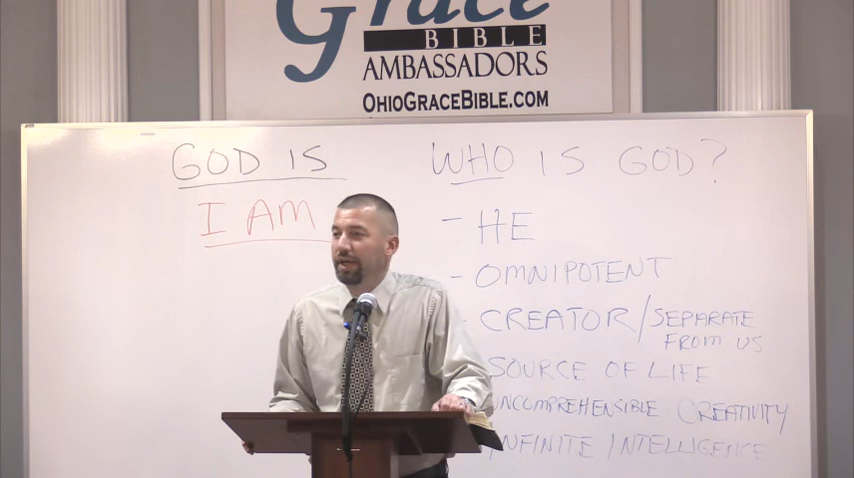 Grace
BIBLE
AMBASSADORS
OHIOGRACEBIBLE.COM
GOD IS
I AM
WHO IS GOD?
- HE
- OMNIPOTENT
- CREATOR/SEPARATE
FROM US
SOURCE OF LIFE
INCOMPREHENSIBLE CREATIVITY
INFINITE INTELLIGENCE